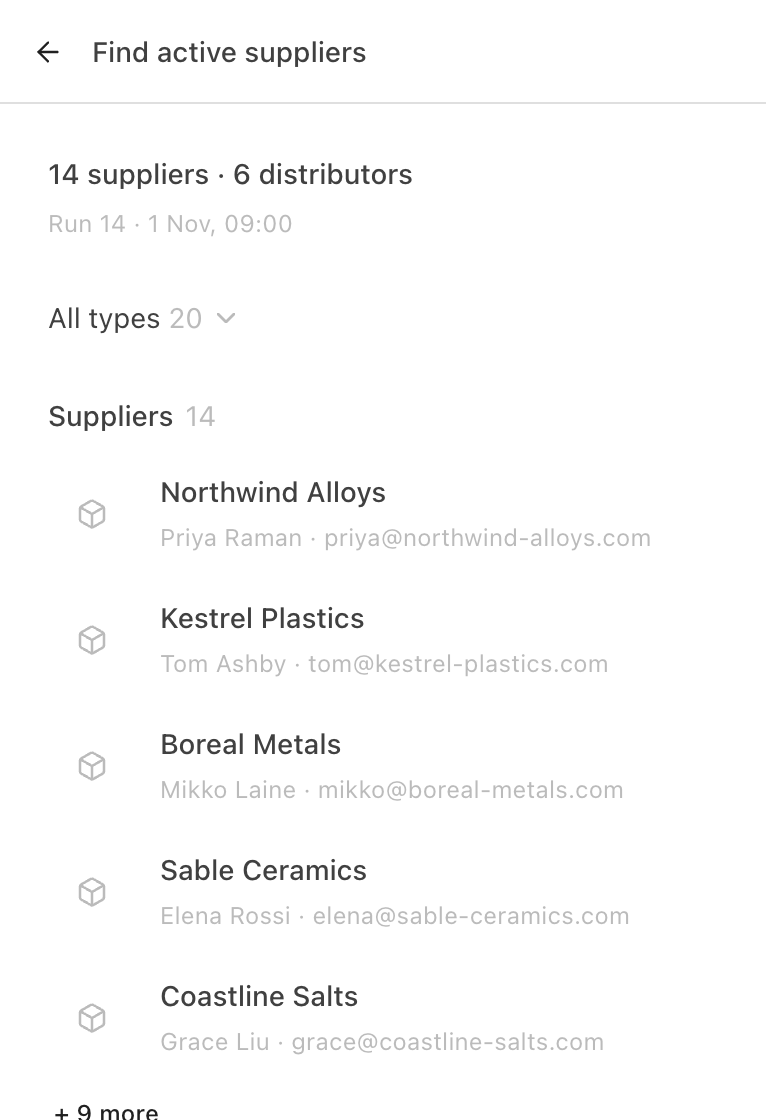 Find active suppliers
14 suppliers · 6 distributors
Run 14 · 1 Nov, 09:00
All types 20
Suppliers 14
Northwind Alloys
Priya Raman · priya@northwind-alloys.com
Kestrel Plastics
Tom Ashby · tom@kestrel-plastics.com
Boreal Metals
Mikko Laine · mikko@boreal-metals.com
Sable Ceramics
Elena Rossi · elena@sable-ceramics.com
Coastline Salts
Grace Liu · grace@coastline-salts.com
+ 9 more